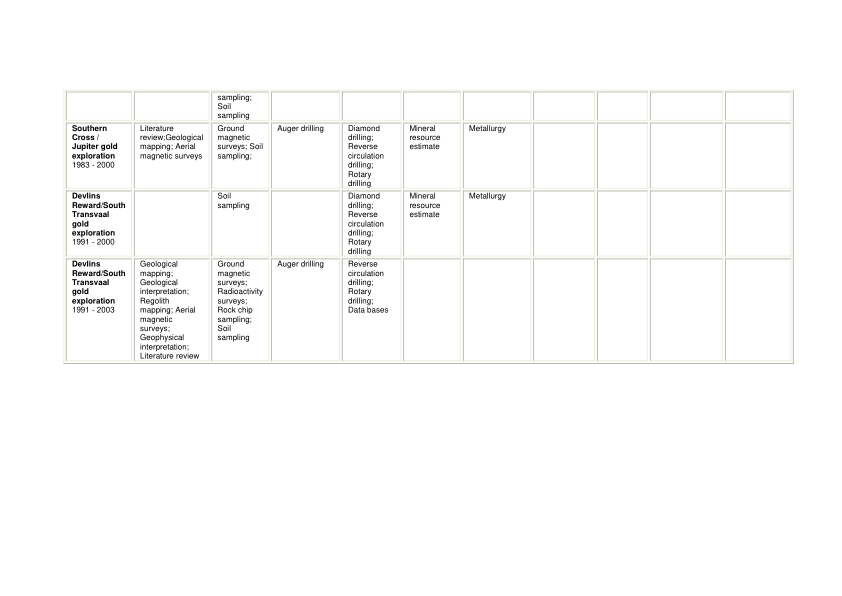 sampling;
Soil
sampling
Southern
Cross /
Jupiter gold
exploration
1983 - 2000
Literature
review;Geological
mapping; Aerial
magnetic surveys
Ground
magnetic
surveys; Soil
sampling;
Auger drilling
Diamond
drilling;
Reverse
circulation
drilling;
Rotary
drilling
Mineral
resource
estimate
Metallurgy
Devlins
Reward/South
Transvaal
gold
exploration
1991 - 2000
Soil
sampling
Diamond
drilling;
Reverse
circulation
drilling;
Rotary
drilling
Mineral
resource
estimate
Metallurgy
Devlins
Reward/South
Transvaal
gold
exploration
1991 - 2003
Geological
mapping;
Geological
interpretation;
Regolith
mapping; Aerial
magnetic
surveys;
Geophysical
interpretation;
Literature review
Ground
magnetic
surveys;
Radioactivity
surveys;
Rock chip
sampling;
Soil
sampling
Auger drilling
Reverse
circulation
drilling;
Rotary
drilling;
Data bases